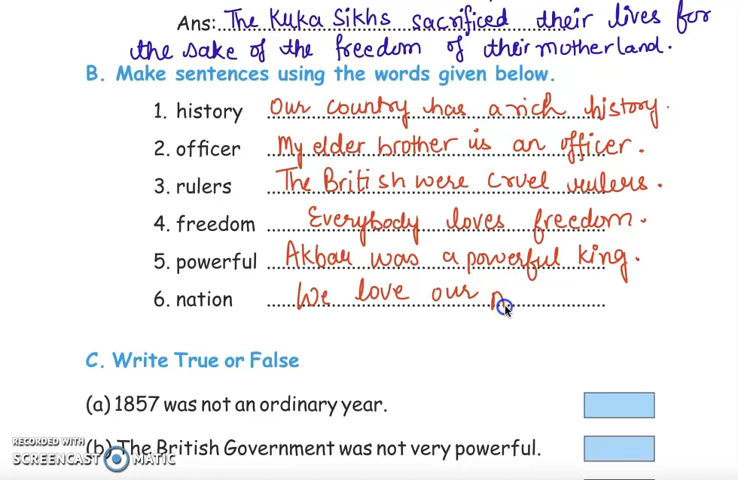 Ans: The Kuka Sikhs sacrificed their lives for
the sake of the freedom of their motherland.
B. Make sentences using the words given below.
1. history Our country has a rich history.
2. officer My elder brother is an officer.
3. rulers The British were cruel rulers.
4. freedom Everybody loves freedom.
5. powerful Akbar was a powerful king.
6. nation We love our n
C. Write True or False
(a) 1857 was not an ordinary year.
(b) The British Government was not very powerful.
RECORDED WITH
SCREENCAST MATIC